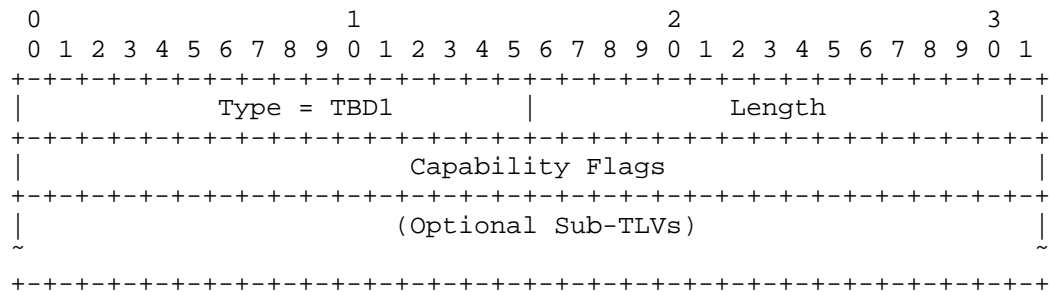 0                   1                   2                   3
 0 1 2 3 4 5 6 7 8 9 0 1 2 3 4 5 6 7 8 9 0 1 2 3 4 5 6 7 8 9 0 1
+-+-+-+-+-+-+-+-+-+-+-+-+-+-+-+-+-+-+-+-+-+-+-+-+-+-+-+-+-+-+-+-+
|            Type = TBD1        |            Length             |
+-+-+-+-+-+-+-+-+-+-+-+-+-+-+-+-+-+-+-+-+-+-+-+-+-+-+-+-+-+-+-+-+
|                        Capability Flags                       |
+-+-+-+-+-+-+-+-+-+-+-+-+-+-+-+-+-+-+-+-+-+-+-+-+-+-+-+-+-+-+-+-+
|                       (Optional Sub-TLVs)                     |
~                                                               ~
+-+-+-+-+-+-+-+-+-+-+-+-+-+-+-+-+-+-+-+-+-+-+-+-+-+-+-+-+-+-+-+-+